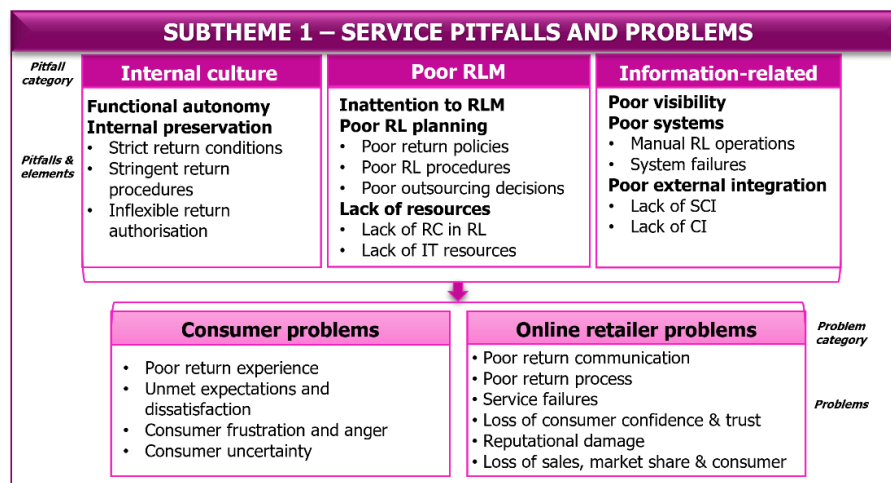 SUBTHEME 1 – SERVICE PITFALLS AND PROBLEMS
Pitfall
category
Internal culture
Poor RLM
Information-related
Pitfalls &
elements
Functional autonomy
Internal preservation
• Strict return conditions
• Stringent return
procedures
• Inflexible return
authorisation
Inattention to RLM
Poor RL planning
• Poor return policies
• Poor RL procedures
• Poor outsourcing decisions
Lack of resources
• Lack of RC in RL
• Lack of IT resources
Poor visibility
Poor systems
• Manual RL operations
• System failures
Poor external integration
• Lack of SCI
• Lack of CI
Consumer problems
Online retailer problems
Problem
category
• Poor return experience
• Unmet expectations and
dissatisfaction
• Consumer frustration and anger
• Consumer uncertainty
• Poor return communication
• Poor return process
• Service failures
• Loss of consumer confidence & trust
• Reputational damage
• Loss of sales, market share & consumer
Problems